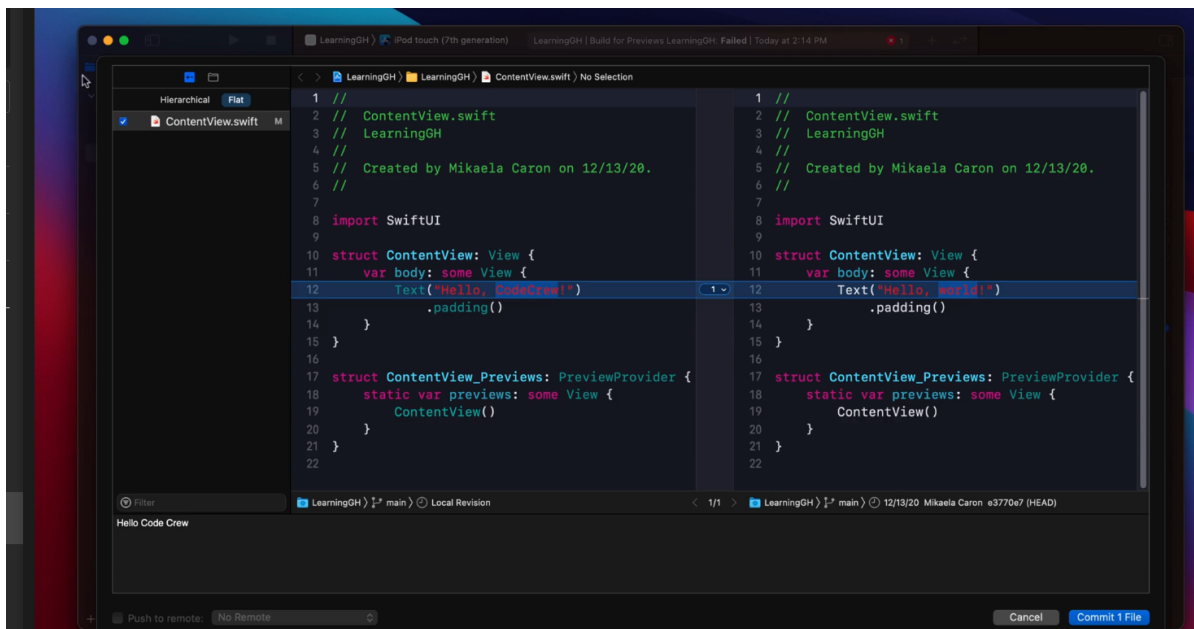 LearningGH 〉 iPod touch (7th generation)
LearningGH | Build for Previews LearningGH: Failed | Today at 2:14 PM
1
LearningGH 〉 LearningGH 〉 ContentView.swift 〉 No Selection
Hierarchical Flat
ContentView.swift M
1 //
2 // ContentView.swift
3 // LearningGH
4 //
5 // Created by Mikaela Caron on 12/13/20.
6 //
7
8 import SwiftUI
9
10 struct ContentView: View {
11 var body: some View {
12 Text("Hello, CodeCrew!")
13 .padding()
14 }
15 }
16
17 struct ContentView_Previews: PreviewProvider {
18 static var previews: some View {
19 ContentView()
20 }
21 }
22
1
1 //
2 // ContentView.swift
3 // LearningGH
4 //
5 // Created by Mikaela Caron on 12/13/20.
6 //
7
8 import SwiftUI
9
10 struct ContentView: View {
11 var body: some View {
12 Text("Hello, world!")
13 .padding()
14 }
15 }
16
17 struct ContentView_Previews: PreviewProvider {
18 static var previews: some View {
19 ContentView()
20 }
21 }
22
Filter
LearningGH 〉 main 〉 Local Revision
1/1
LearningGH 〉 main 〉 12/13/20 Mikaela Caron e3770e7 (HEAD)
Hello Code Crew
Push to remote: No Remote
Cancel
Commit 1 File